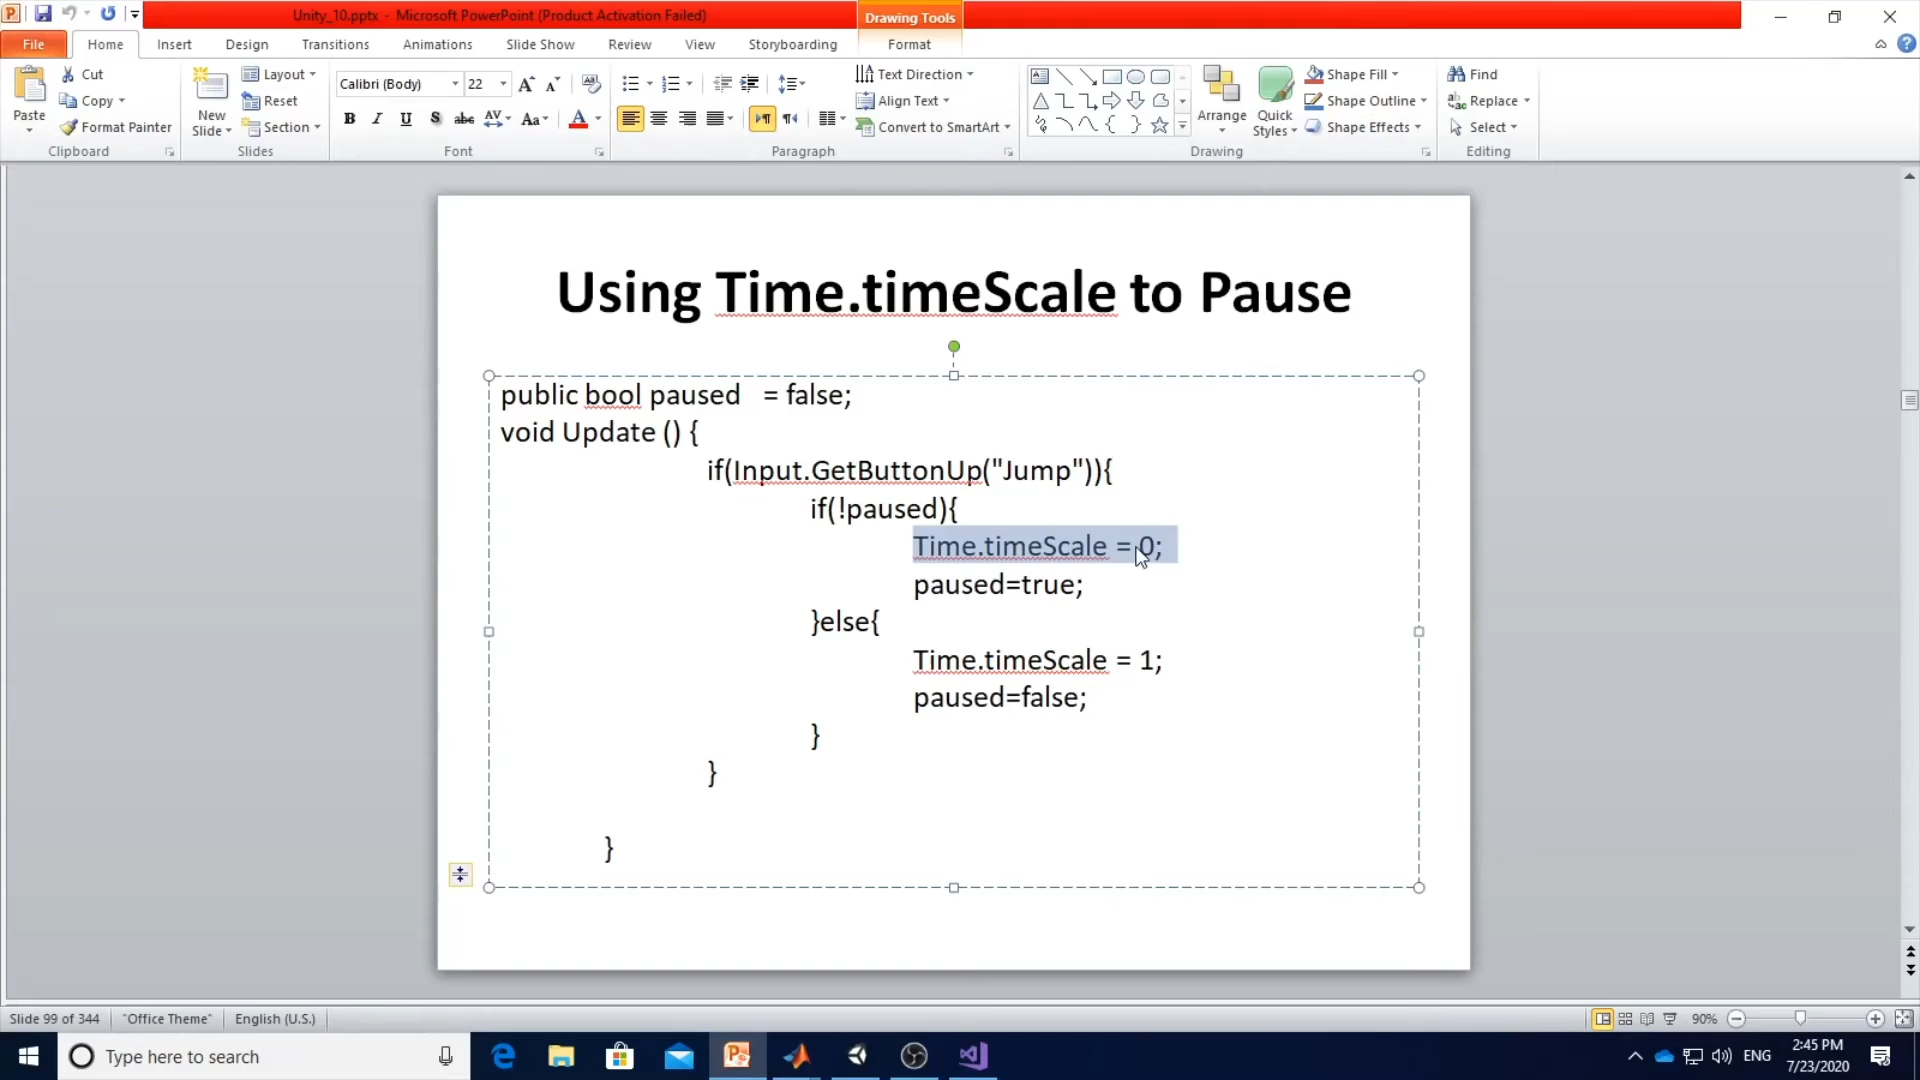 Unity_10.pptx - Microsoft PowerPoint (Product Activation Failed)
Drawing Tools
File Home Insert Design Transitions Animations Slide Show Review View Storyboarding Format
Paste
Cut
Copy
Format Painter
Clipboard
New Slide
Layout
Reset
Section
Slides
Calibri (Body) 22
Font
Paragraph
Text Direction
Align Text
Convert to SmartArt
Arrange
Quick Styles
Shape Fill
Shape Outline
Shape Effects
Drawing
Find
Replace
Select
Editing
Using Time.timeScale to Pause
public bool paused = false;
void Update () {
if(Input.GetButtonUp("Jump")){
if(!paused){
Time.timeScale = 0;
paused=true;
}else{
Time.timeScale = 1;
paused=false;
}
}
}
Slide 99 of 344 "Office Theme" English (U.S.) 90%
Type here to search
ENG
2:45 PM
7/23/2020